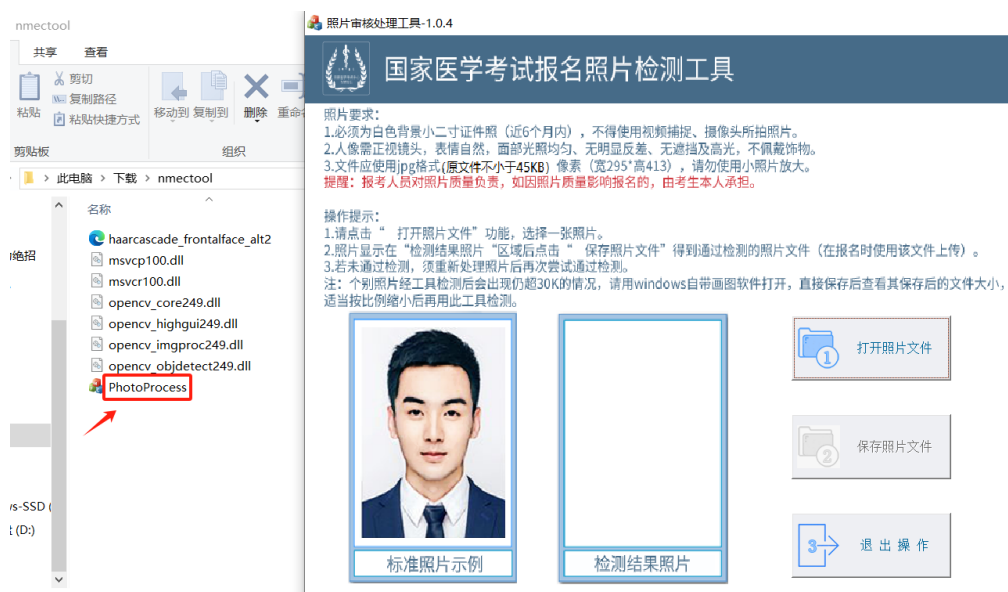 nmectool
共享 查看
粘贴
剪切
复制路径
粘贴快捷方式
移动到 复制到 删除
剪贴板 组织
此电脑 > 下载 > nmectool
名称
haarcascade_frontalface_alt2
msvcp100.dll
msvcr100.dll
opencv_core249.dll
opencv_highgui249.dll
opencv_imgproc249.dll
opencv_objdetect249.dll
PhotoProcess
(D:)
照片审核处理工具-1.0.4
国家医学考试报名照片检测工具
照片要求：
1.必须为白色背景小二寸证件照（近6个月内），不得使用视频捕捉、摄像头所拍照片。
2.人像需正视镜头，表情自然，面部光照均匀、无明显反差、无遮挡及高光，不佩戴饰物。
3.文件应使用jpg格式(原文件不小于45KB）像素（宽295*高413），请勿使用小照片放大。
提醒：报考人员对照片质量负责，如因照片质量影响报名的，由考生本人承担。
操作提示：
1.请点击“ 打开照片文件”功能，选择一张照片。
2.照片显示在“检测结果照片“区域后点击“ 保存照片文件”得到通过检测的照片文件（在报名时使用该文件上传）。
3.若未通过检测，须重新处理照片后再次尝试通过检测。
注：个别照片经工具检测后会出现仍超30K的情况，请用windows自带画图软件打开，直接保存后查看其保存后的文件大小，
适当按比例缩小后再用此工具检测。
标准照片示例
检测结果照片
1 打开照片文件
2 保存照片文件
3 退出操作